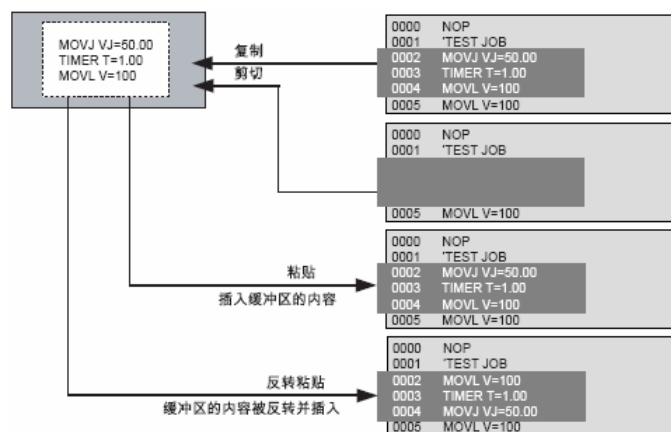 MOVJ VJ=50.00
TIMER T=1.00
MOVL V=100
复制
剪切
粘贴
插入缓冲区的内容
反转粘贴
缓冲区的内容被反转并插入
0000 NOP
0001 'TEST JOB
0002 MOVJ VJ=50.00
0003 TIMER T=1.00
0004 MOVL V=100
0005 MOVL V=100
0000 NOP
0001 'TEST JOB
0005 MOVL V=100
0000 NOP
0001 'TEST JOB
0002 MOVJ VJ=50.00
0003 TIMER T=1.00
0004 MOVL V=100
0005 MOVL V=100
0000 NOP
0001 'TEST JOB
0002 MOVL V=100
0003 TIMER T=1.00
0004 MOVJ VJ=50.00
0005 MOVL V=100